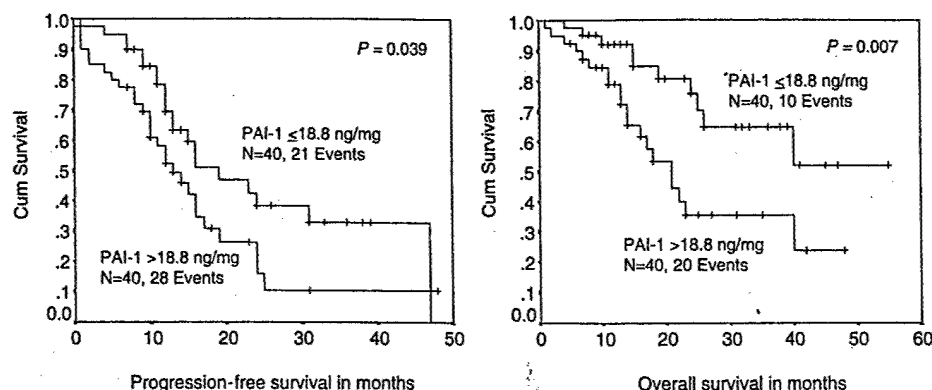 1.0
.9
.8
.7
.6
.5
.4
.3
.2
.1
0.0
Cum Survival
P = 0.039
PAI-1 ≤18.8 ng/mg
N=40, 21 Events
PAI-1 >18.8 ng/mg
N=40, 28 Events
0 10 20 30 40 50
Progression-free survival in months
1.0
.9
.8
.7
.6
.5
.4
.3
.2
.1
0.0
Cum Survival
P = 0.007
PAI-1 ≤18.8 ng/mg
N=40, 10 Events
PAI-1 >18.8 ng/mg
N=40, 20 Events
0 10 20 30 40 50 60
Overall survival in months